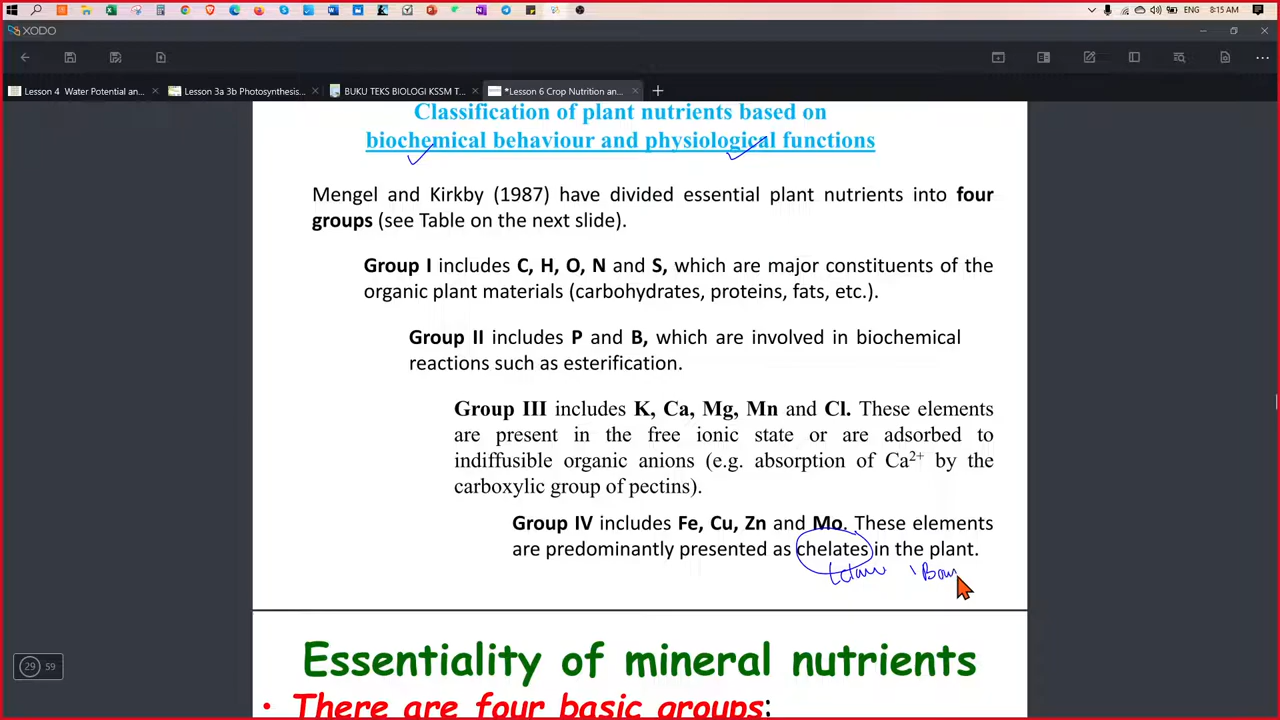 ENG 8:15 AM
XODO
Lesson 4 Water Potential an...
Lesson 3a 3b Photosynthesis...
BUKU TEKS BIOLOGI KSSM T...
*Lesson 6 Crop Nutrition an...
Classification of plant nutrients based on
biochemical behaviour and physiological functions
Mengel and Kirkby (1987) have divided essential plant nutrients into four
groups (see Table on the next slide).
Group I includes C, H, O, N and S, which are major constituents of the
organic plant materials (carbohydrates, proteins, fats, etc.).
Group II includes P and B, which are involved in biochemical
reactions such as esterification.
Group III includes K, Ca, Mg, Mn and Cl. These elements
are present in the free ionic state or are adsorbed to
indiffusible organic anions (e.g. absorption of Ca²⁺ by the
carboxylic group of pectins).
Group IV includes Fe, Cu, Zn and Mo. These elements
are predominantly presented as chelates in the plant.
29 59
Essentiality of mineral nutrients
• There are four basic groups: